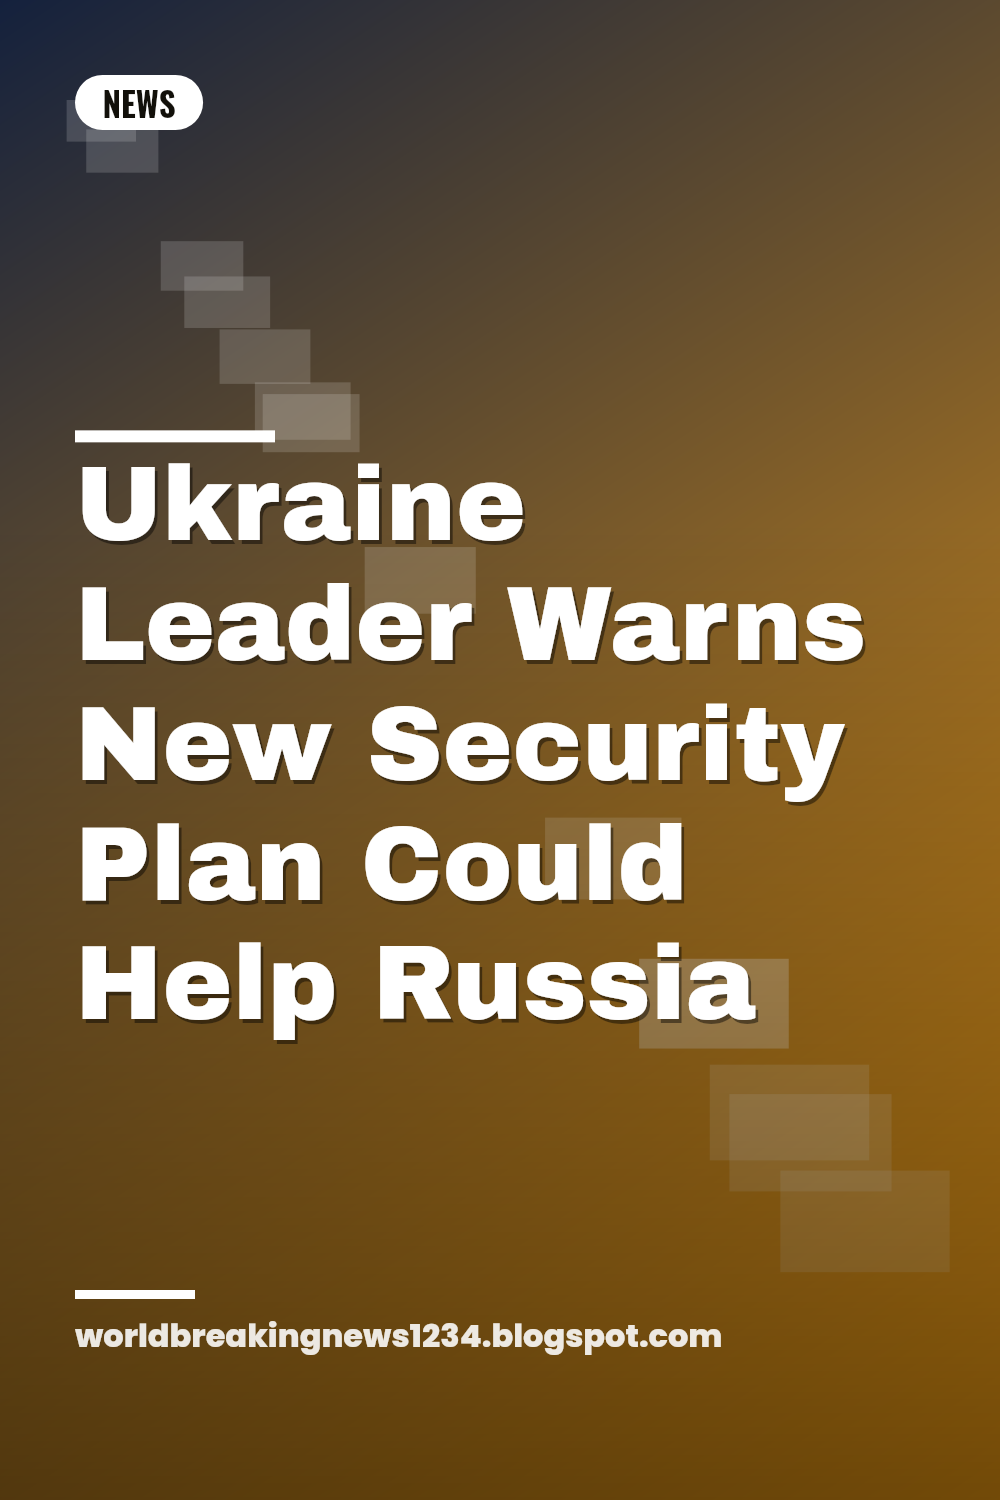 NEWS
Ukraine
Leader Warns
New Security
Plan Could
Help Russia
worldbreakingnews1234.blogspot.com